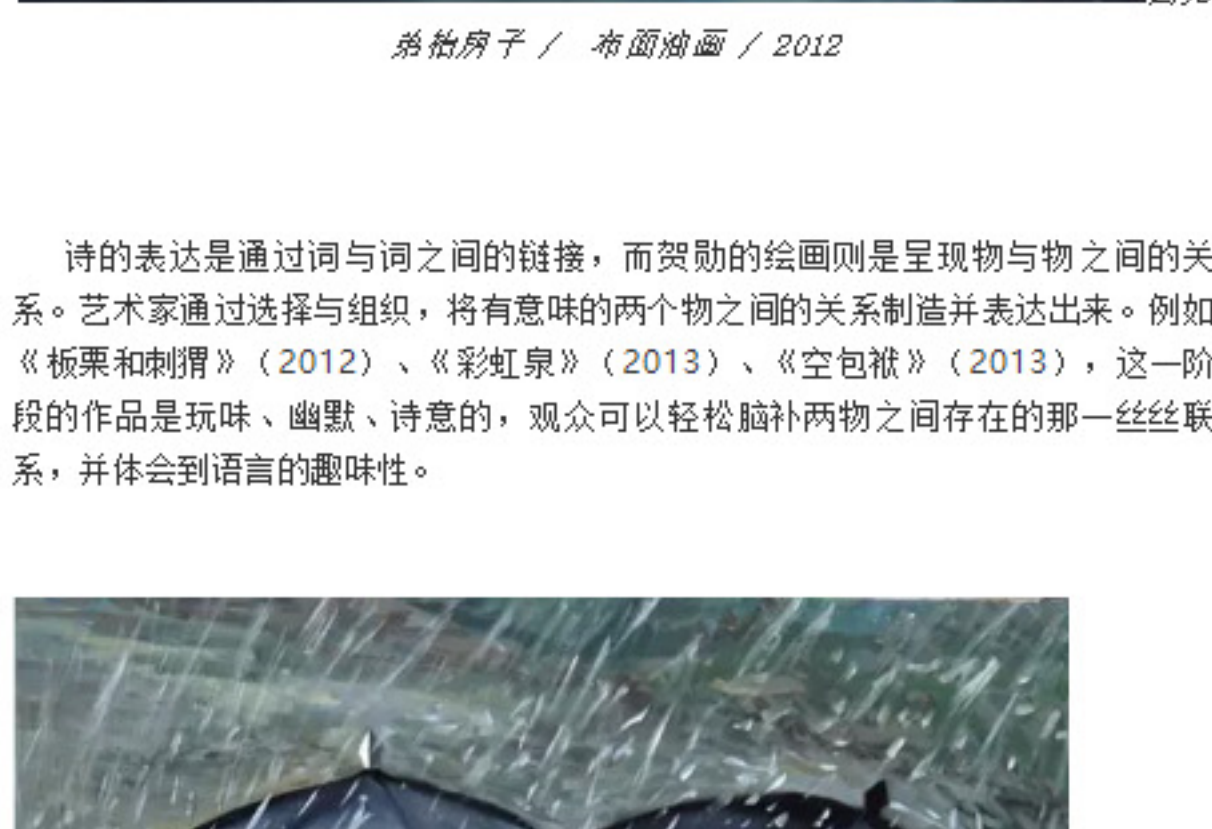 房子 / 布面油画 / 2012
诗的表达是通过词与词之间的链接，而贺勋的绘画则是呈现物与物之间的关
系。艺术家通过选择与组织，将有意味的两个物之间的关系制造并表达出来。例如
《板栗和刺猬》（2012）、《彩虹泉》（2013）、《空包袱》（2013），这一阶
段的作品是玩味、幽默、诗意的，观众可以轻松脑补两物之间存在的那一丝丝联
系，并体会到语言的趣味性。